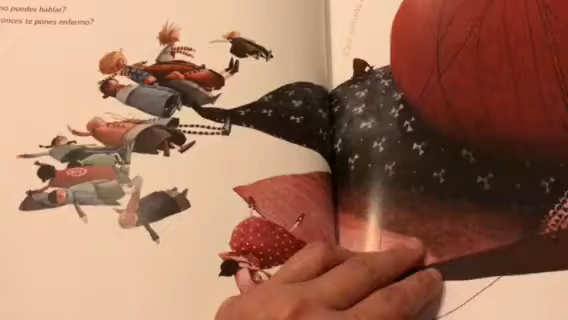 no puedes hablar?
onces te pones enfermo?